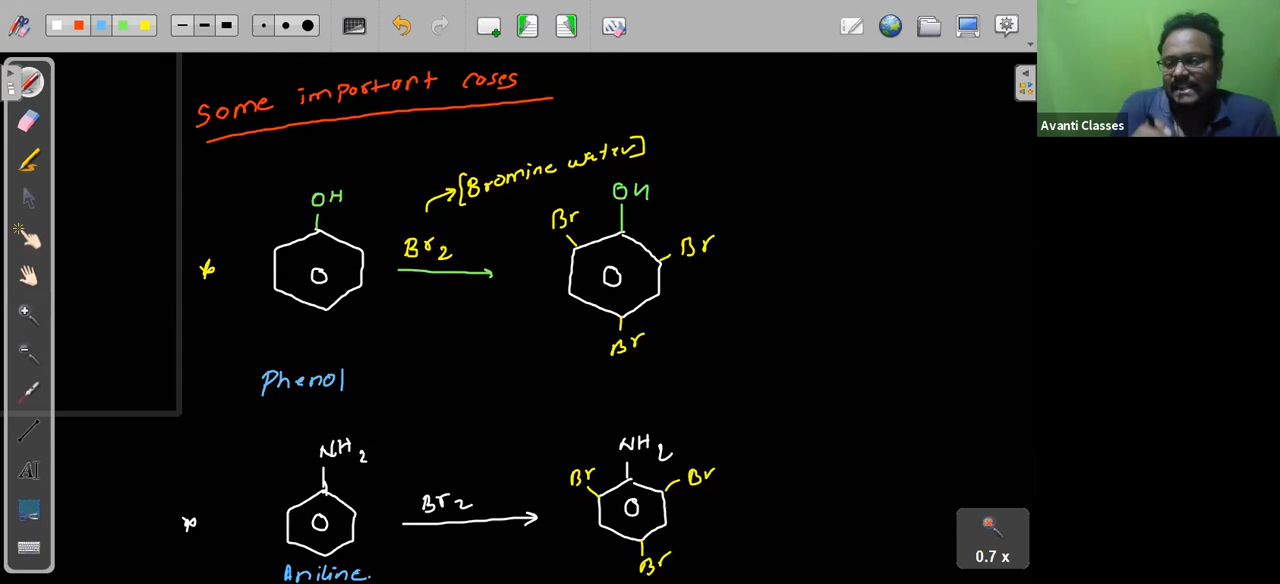 Avanti Classes
Some important cases
[Bromine water]
OH
Br2
OH
Br
Br
Br
Phenol
NH2
Br2
NH2
Br
Br
Br
Aniline.
AI
0.7 x